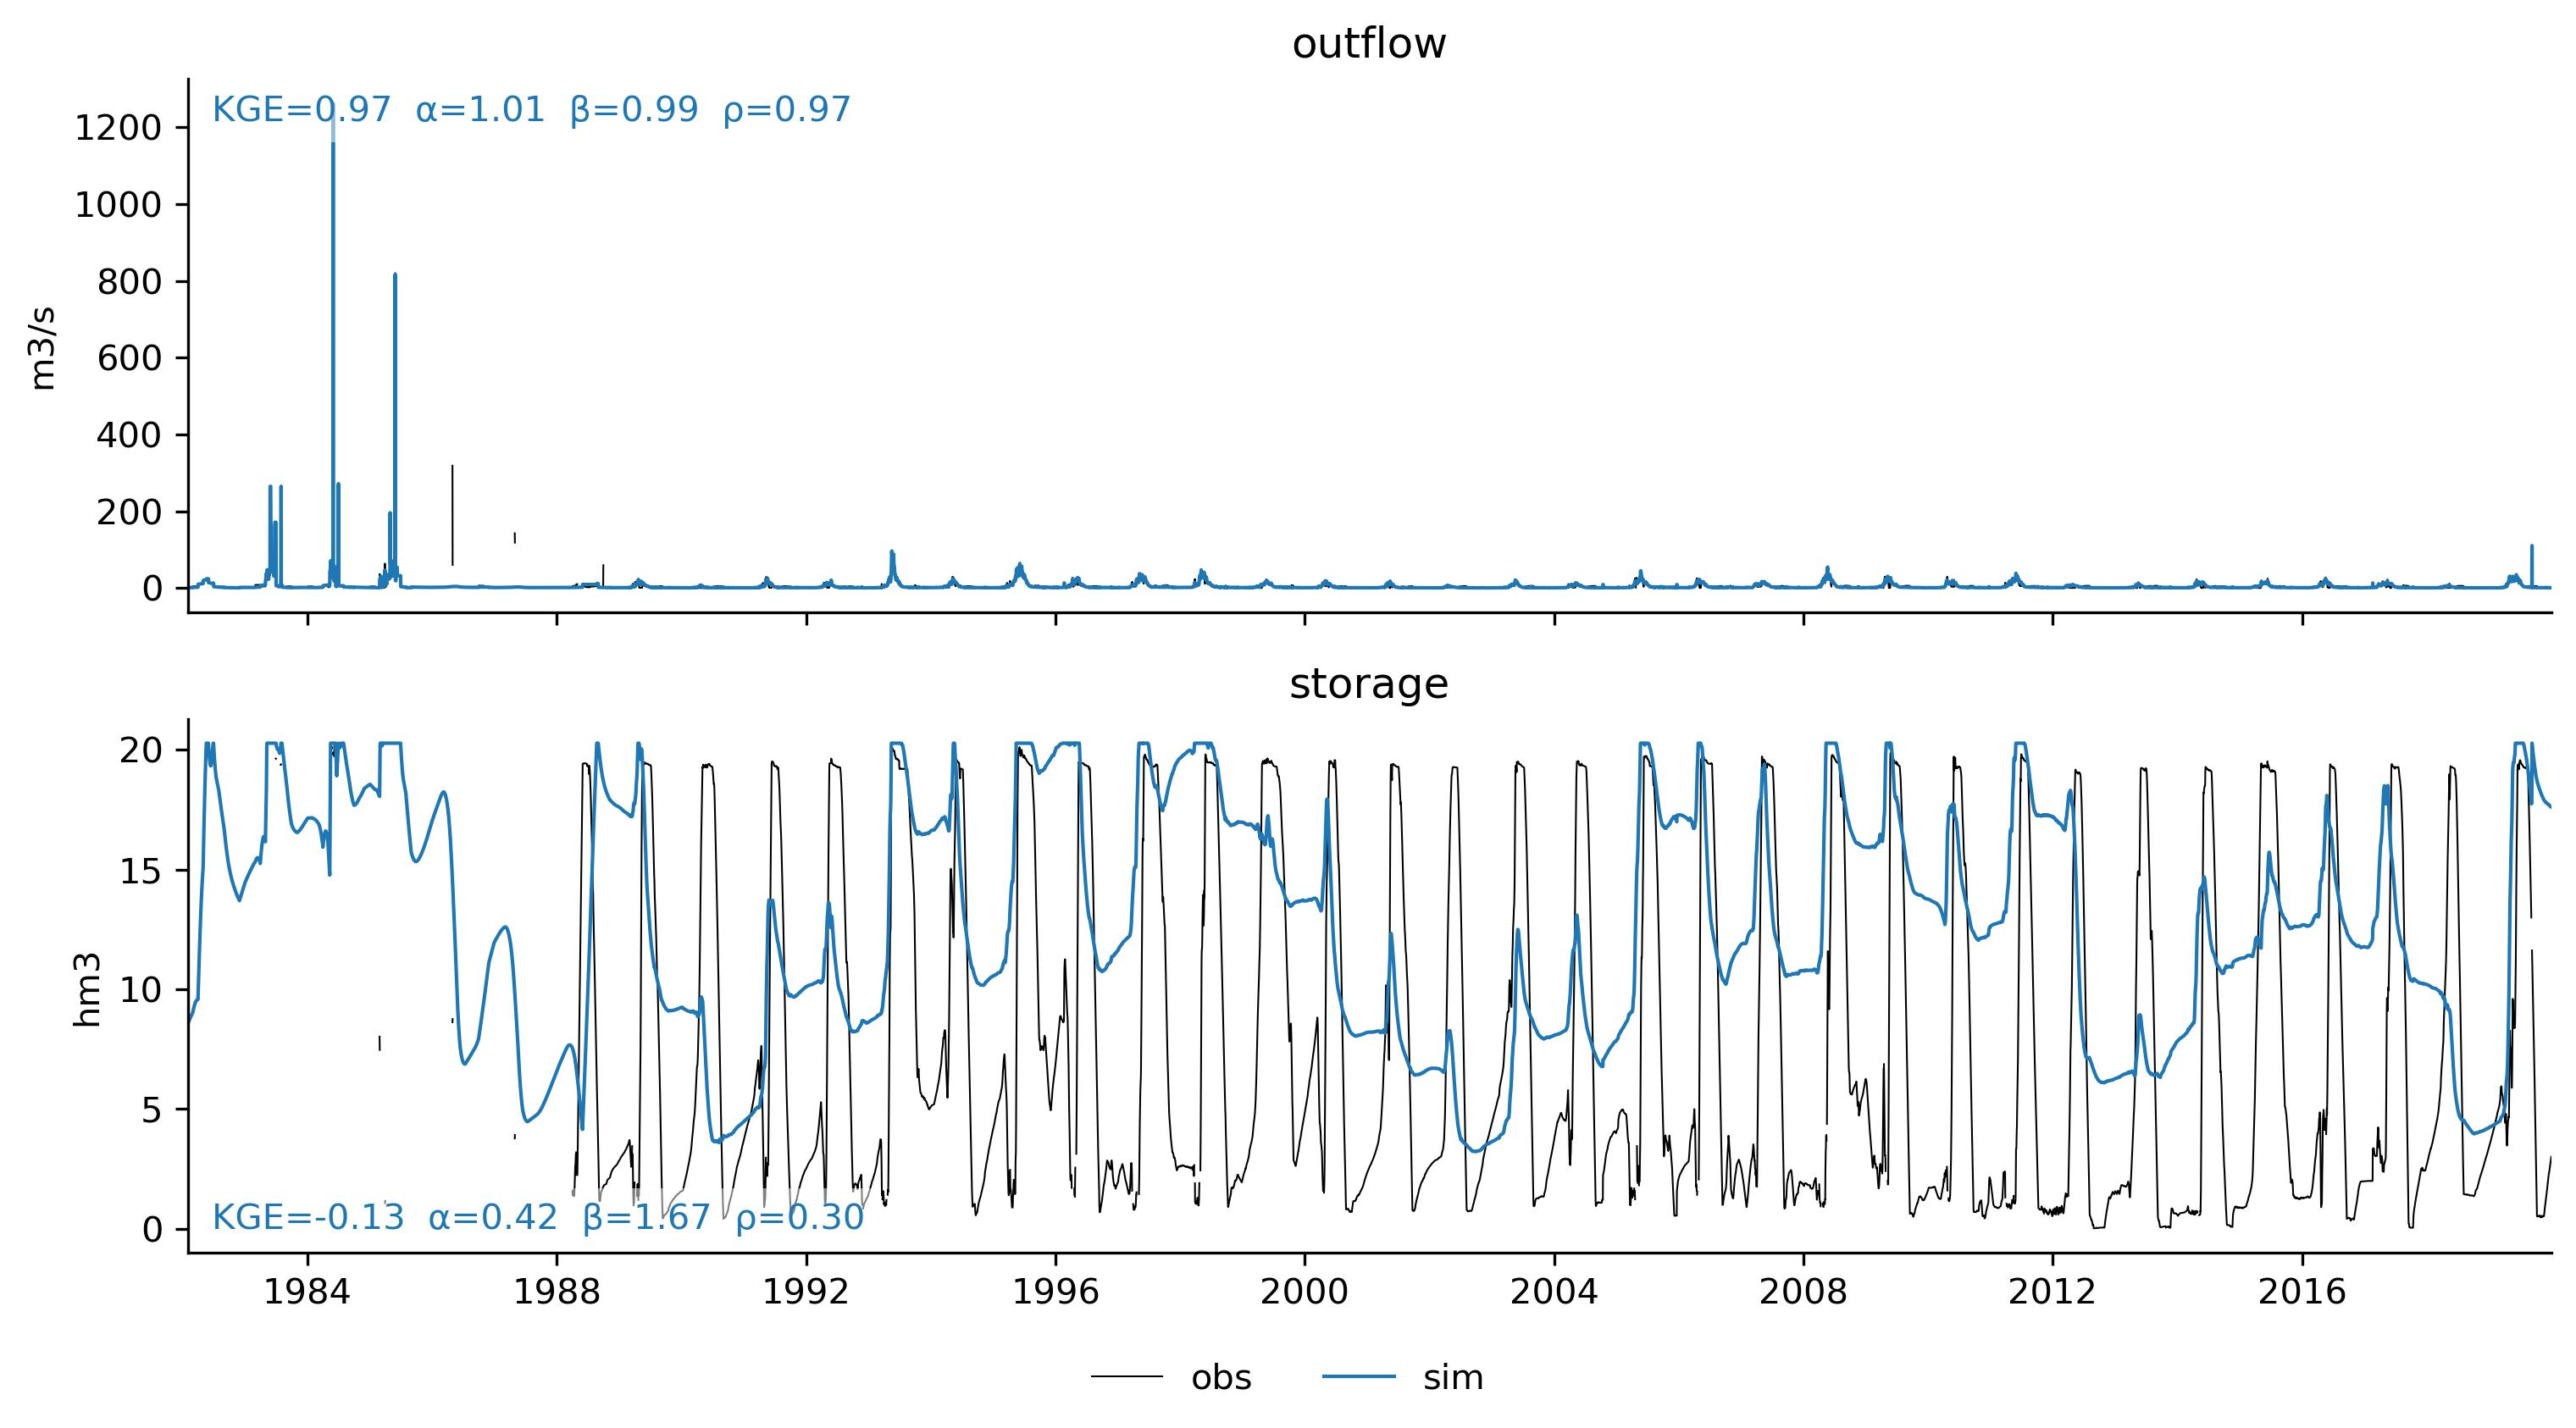 outflow
KGE=0.97 α=1.01 β=0.99 ρ=0.97
1200
1000
800
600
400
200
0
m3/s
storage
20
15
10
5
0
hm3
KGE=-0.13 α=0.42 β=1.67 ρ=0.30
1984 1988 1992 1996 2000 2004 2008 2012 2016
obs sim